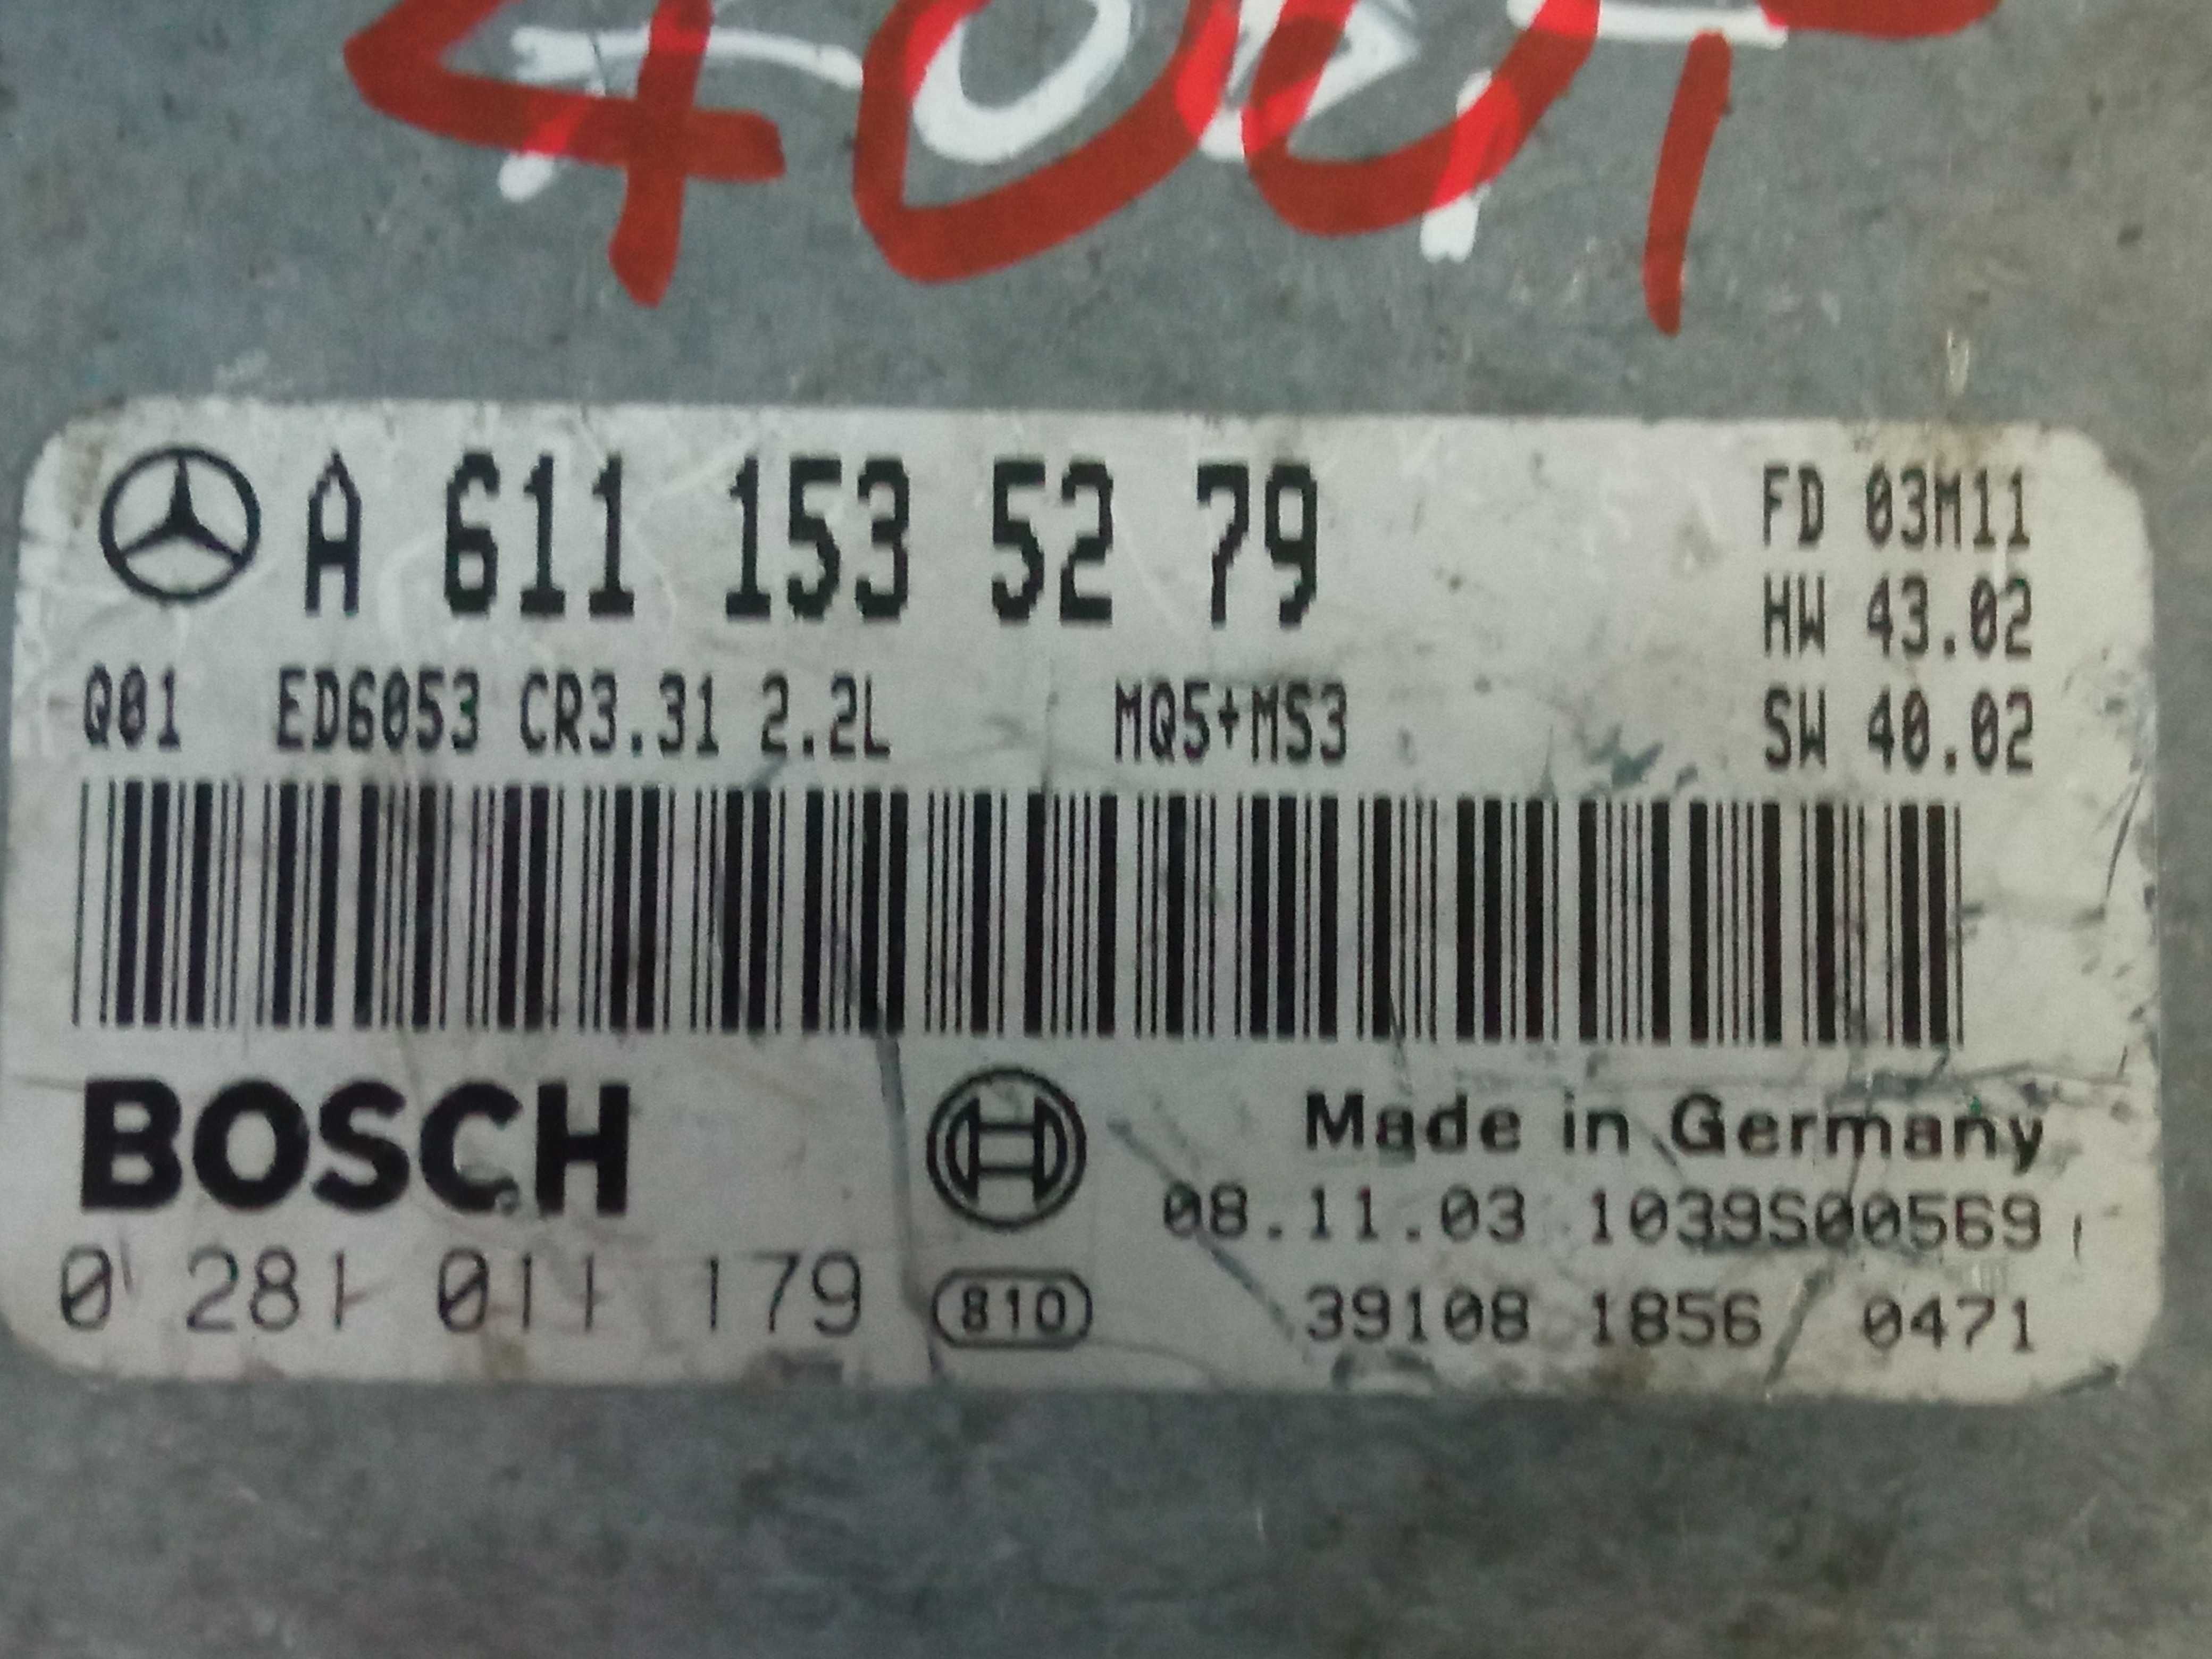 A 611 153 52 79
FD 03M11
HW 43.02
Q01 ED6053 CR3.31 2.2L MQ5+MS3
SW 40.02
BOSCH
Made in Germany
08.11.03 1039S00569
0 281 011 179
810
39108 1856 0471